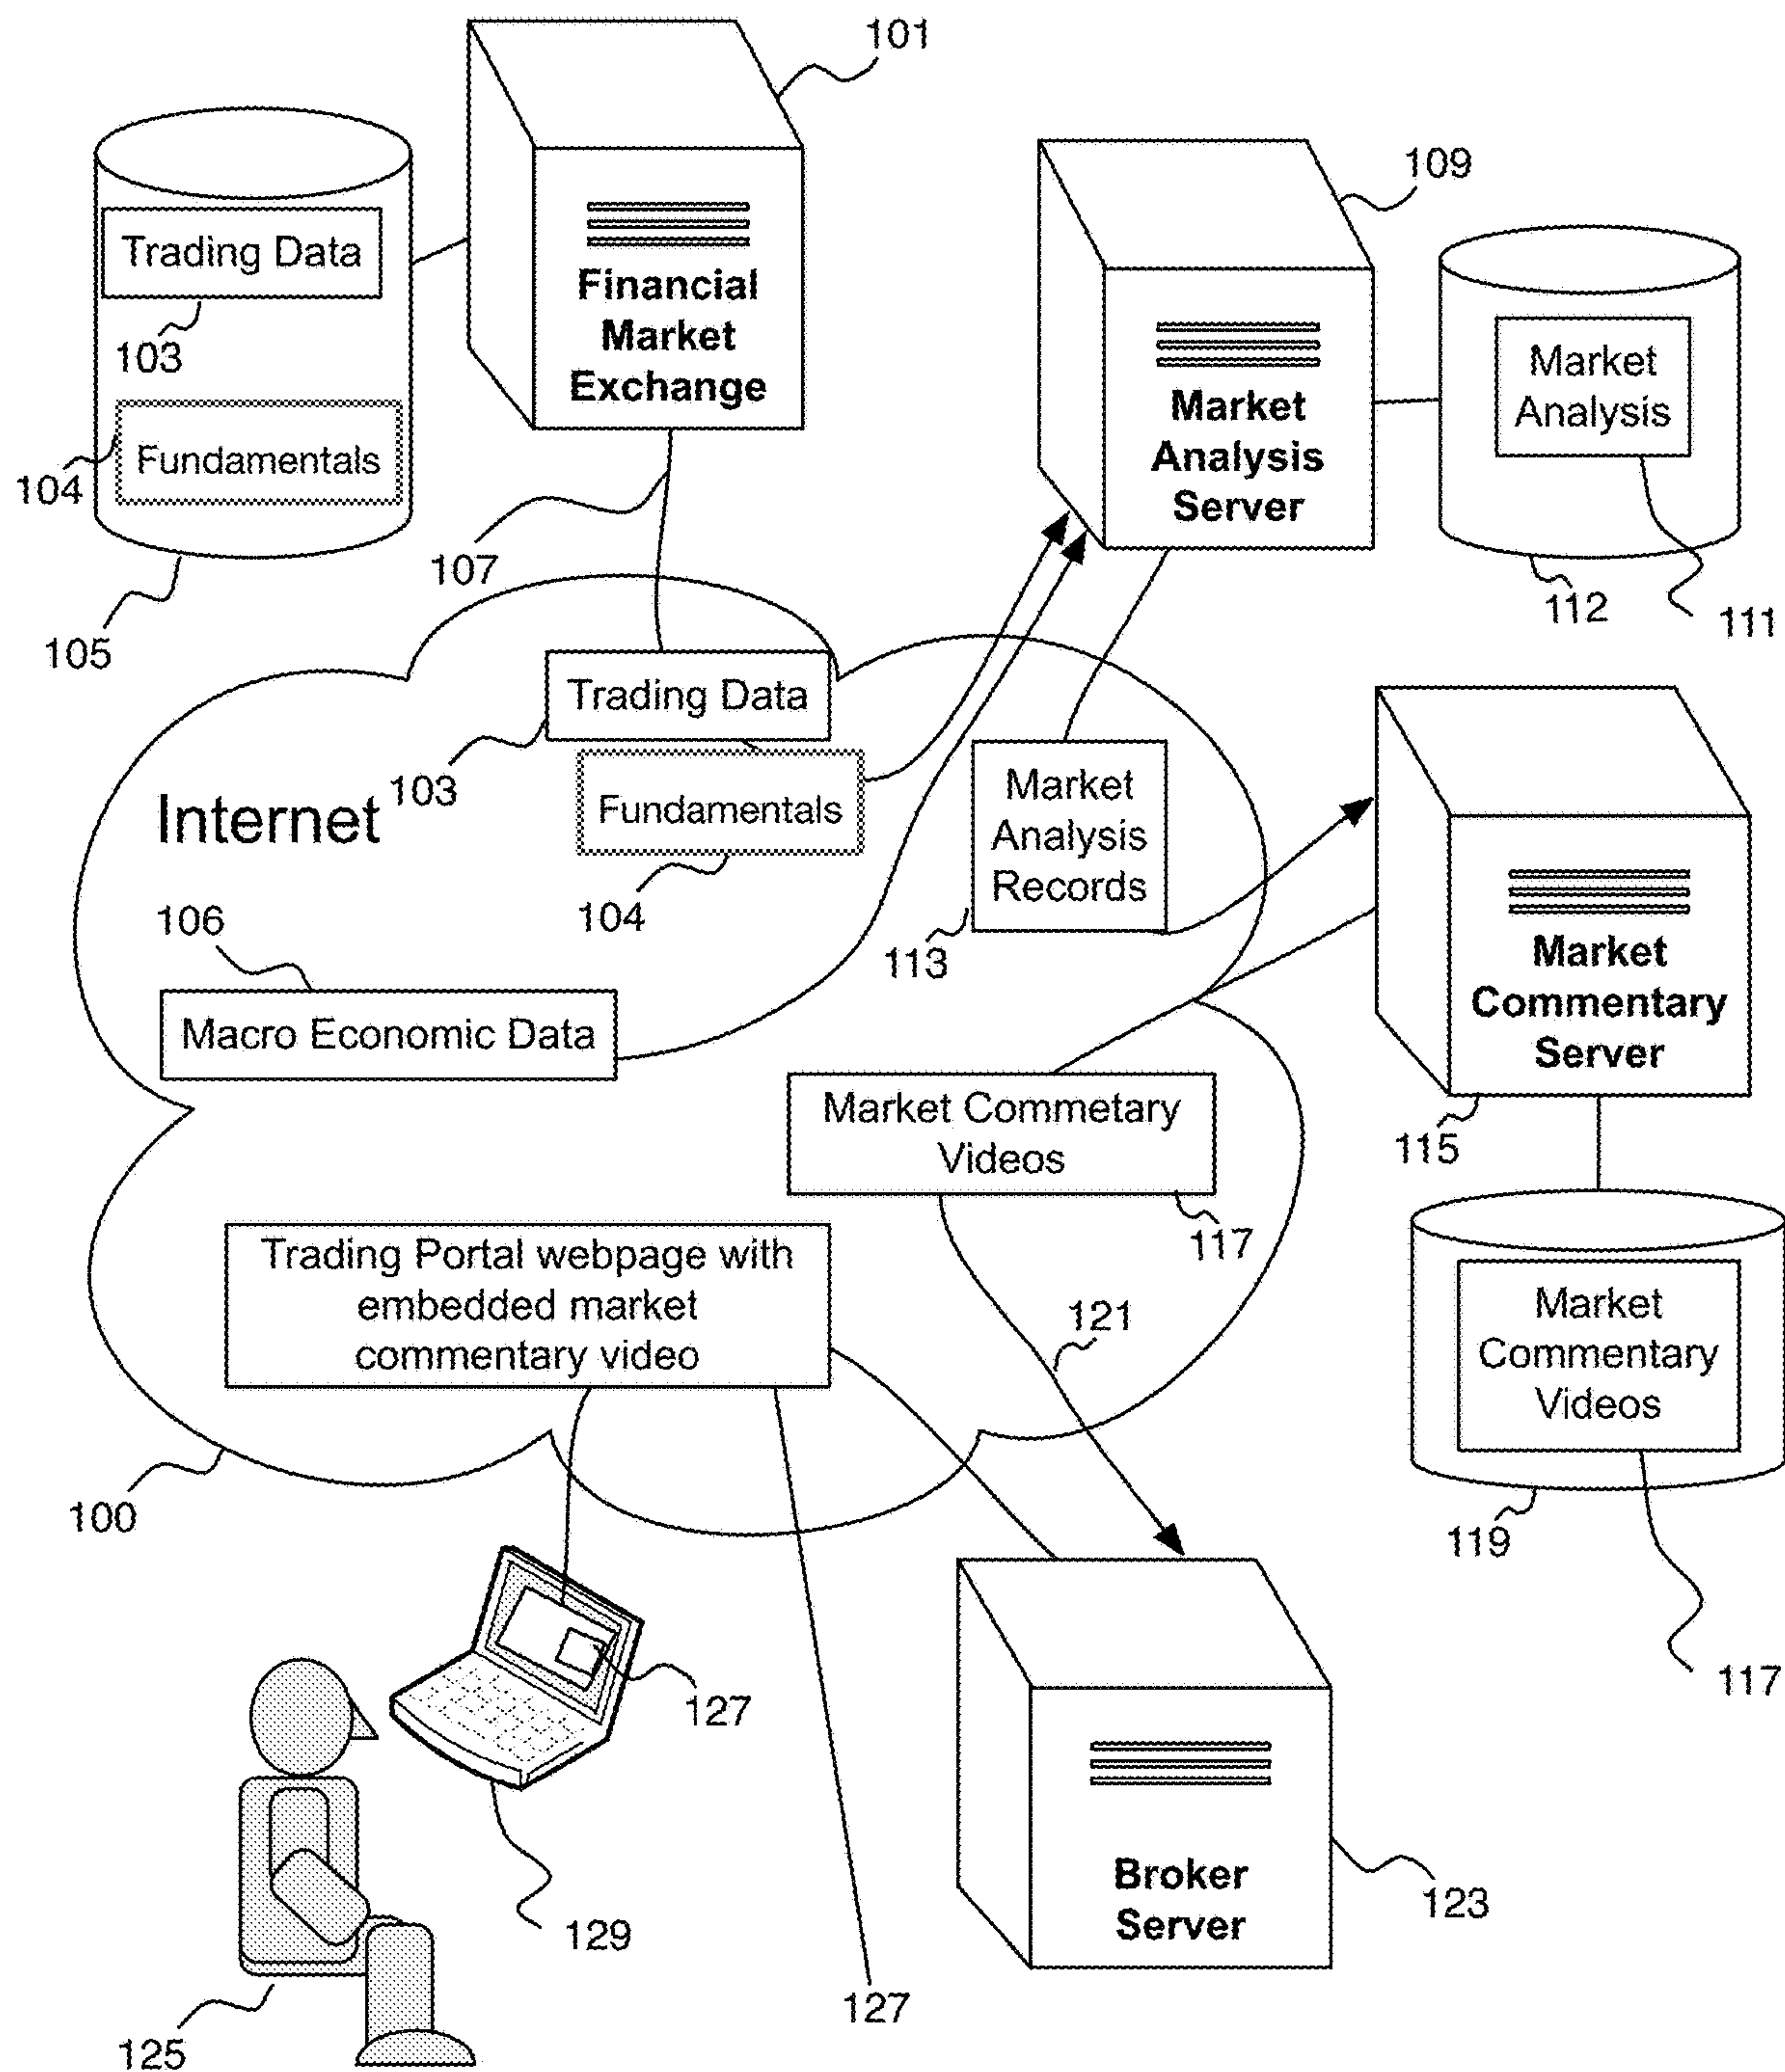 101
Trading Data
103
104
Fundamentals
105
Financial
Market
Exchange
107
109
Market
Analysis
Server
Market
Analysis
112
111
Internet
Trading Data
103
Fundamentals
104
106
Macro Economic Data
Market
Analysis
Records
113
Market
Commentary
Server
115
Market Commetary
Videos
117
Trading Portal webpage with
embedded market
commentary video
121
Market
Commentary
Videos
119
117
100
127
129
125
127
Broker
Server
123